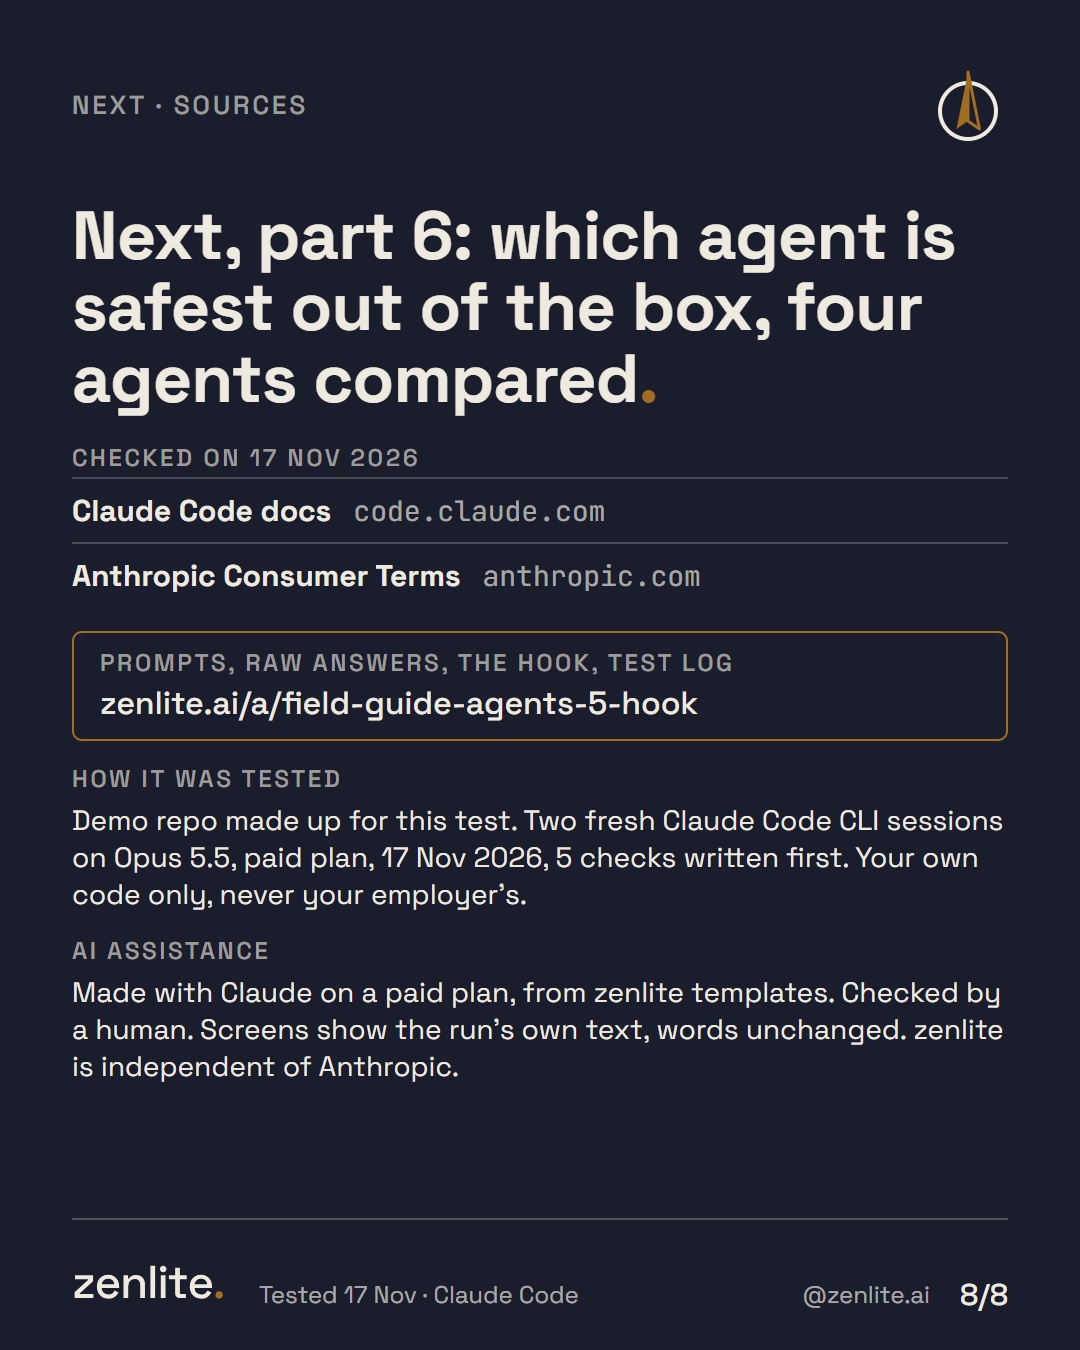 NEXT · SOURCES
Next, part 6: which agent is
safest out of the box, four
agents compared.
CHECKED ON 17 NOV 2026
Claude Code docs code.claude.com
Anthropic Consumer Terms anthropic.com
PROMPTS, RAW ANSWERS, THE HOOK, TEST LOG
zenlite.ai/a/field-guide-agents-5-hook
HOW IT WAS TESTED
Demo repo made up for this test. Two fresh Claude Code CLI sessions
on Opus 5.5, paid plan, 17 Nov 2026, 5 checks written first. Your own
code only, never your employer’s.
AI ASSISTANCE
Made with Claude on a paid plan, from zenlite templates. Checked by
a human. Screens show the run’s own text, words unchanged. zenlite
is independent of Anthropic.
zenlite. Tested 17 Nov · Claude Code @zenlite.ai 8/8